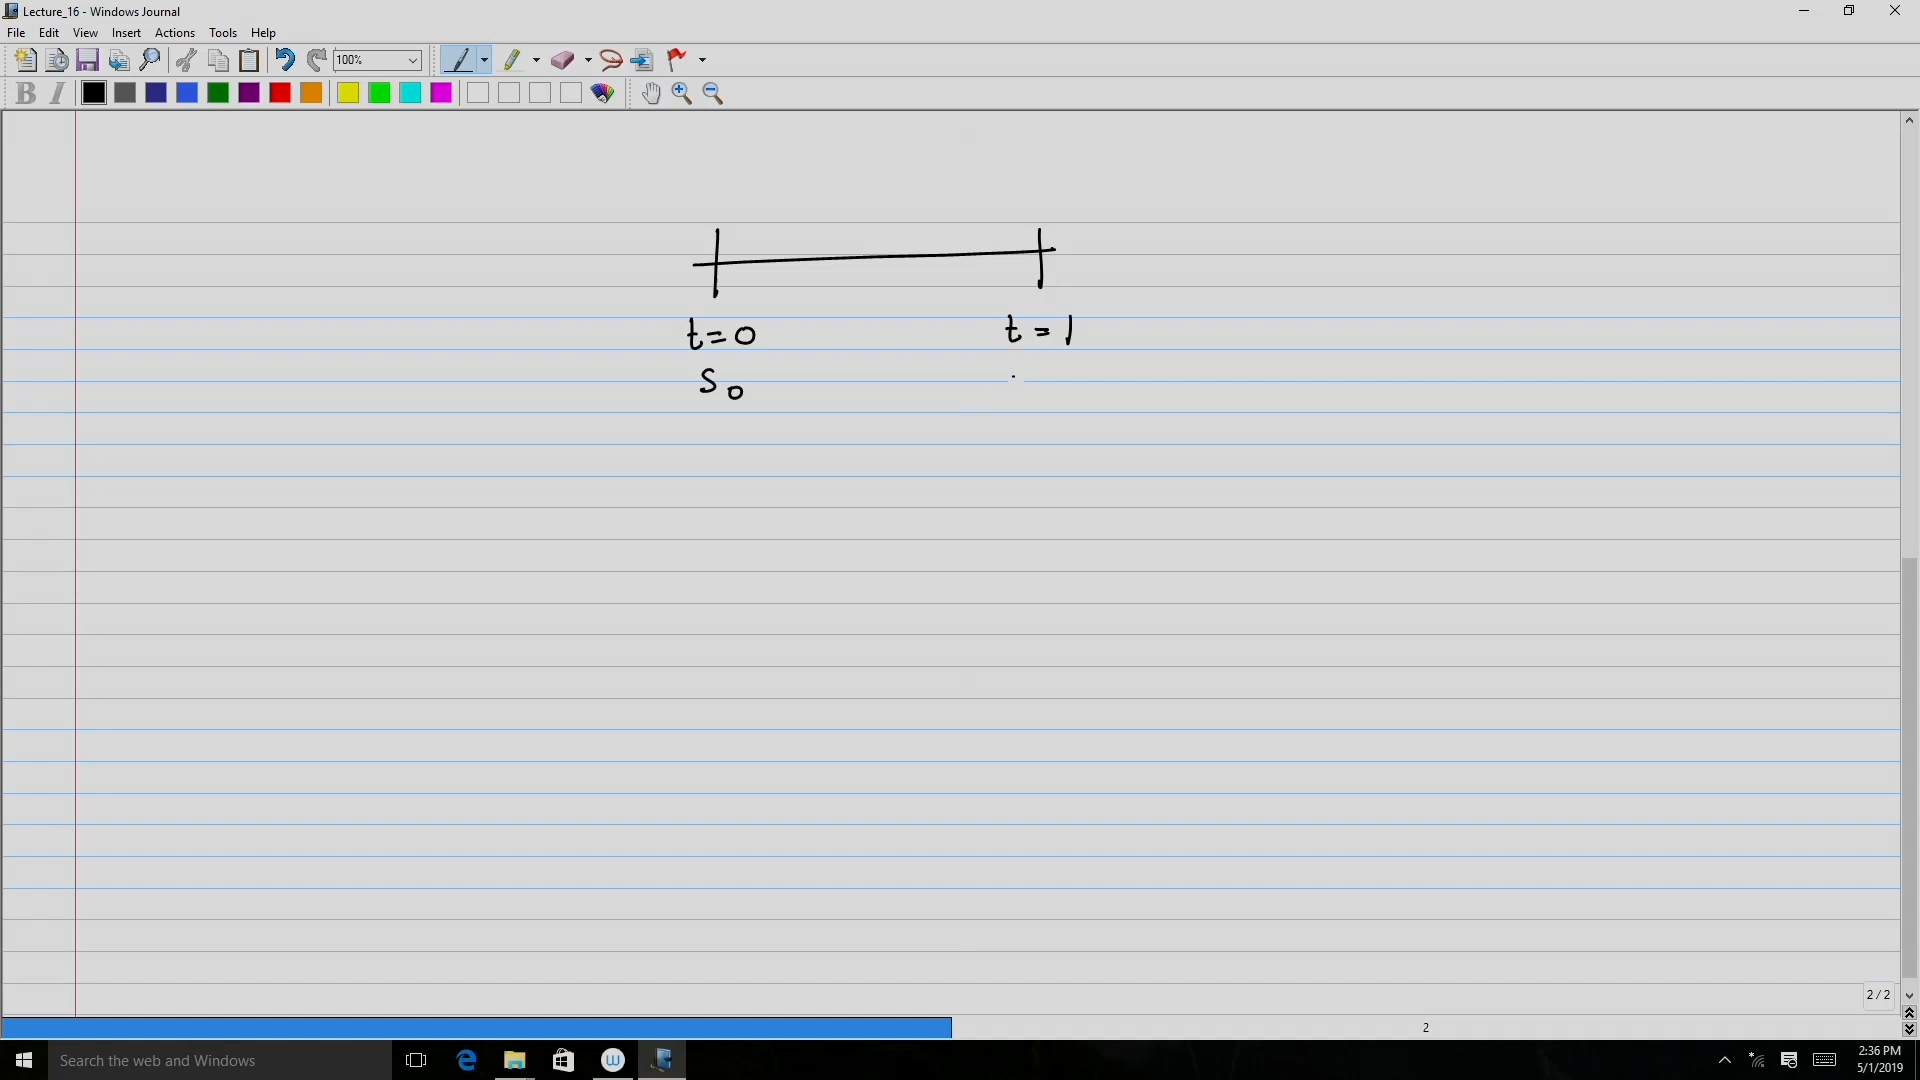 Lecture_16 - Windows Journal
File Edit View Insert Actions Tools Help
100%
B I
t=0 t=1
S0
2 / 2
2
Search the web and Windows
2:36 PM
5/1/2019